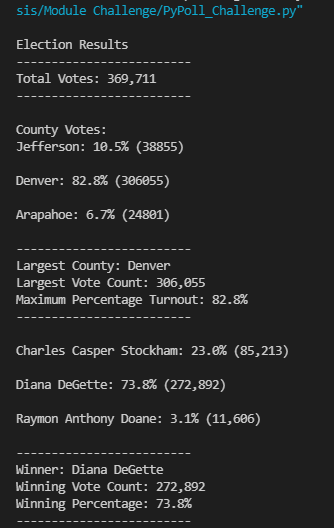 sis/Module Challenge/PyPoll_Challenge.py"
Election Results
-------------------------
Total Votes: 369,711
-------------------------
County Votes:
Jefferson: 10.5% (38855)
Denver: 82.8% (306055)
Arapahoe: 6.7% (24801)
-------------------------
Largest County: Denver
Largest Vote Count: 306,055
Maximum Percentage Turnout: 82.8%
-------------------------
Charles Casper Stockham: 23.0% (85,213)
Diana DeGette: 73.8% (272,892)
Raymon Anthony Doane: 3.1% (11,606)
-------------------------
Winner: Diana DeGette
Winning Vote Count: 272,892
Winning Percentage: 73.8%
-------------------------